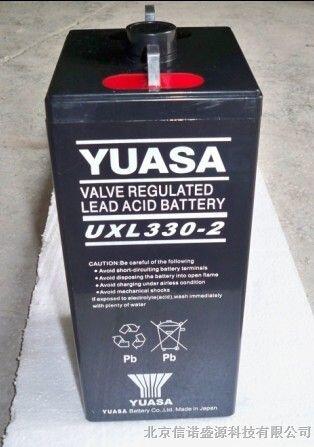 YUASA
VALVE REGULATED
LEAD ACID BATTERY
UXL330-2
CAUTION:Be careful of the following
● Avoid short-circuiting battery terminals
● Avoid disposing the battery into open flame
● Avoid charging under airless condition
● Avoid mechanical shocks
If exposed to electrolyte(acid),wash immediately
with plenty of water
Pb Pb
YUASA
YUASA Battery Co.,Ltd. Made in Japan
北京信诺盛源科技有限公司